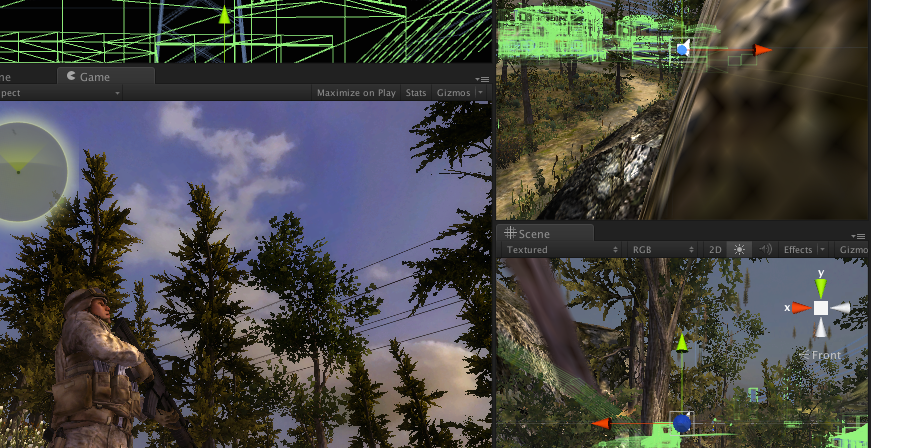 ne
Game
pect
Maximize on Play
Stats
Gizmos
Scene
Textured
RGB
2D
Effects
Gizmo
y
x
Front